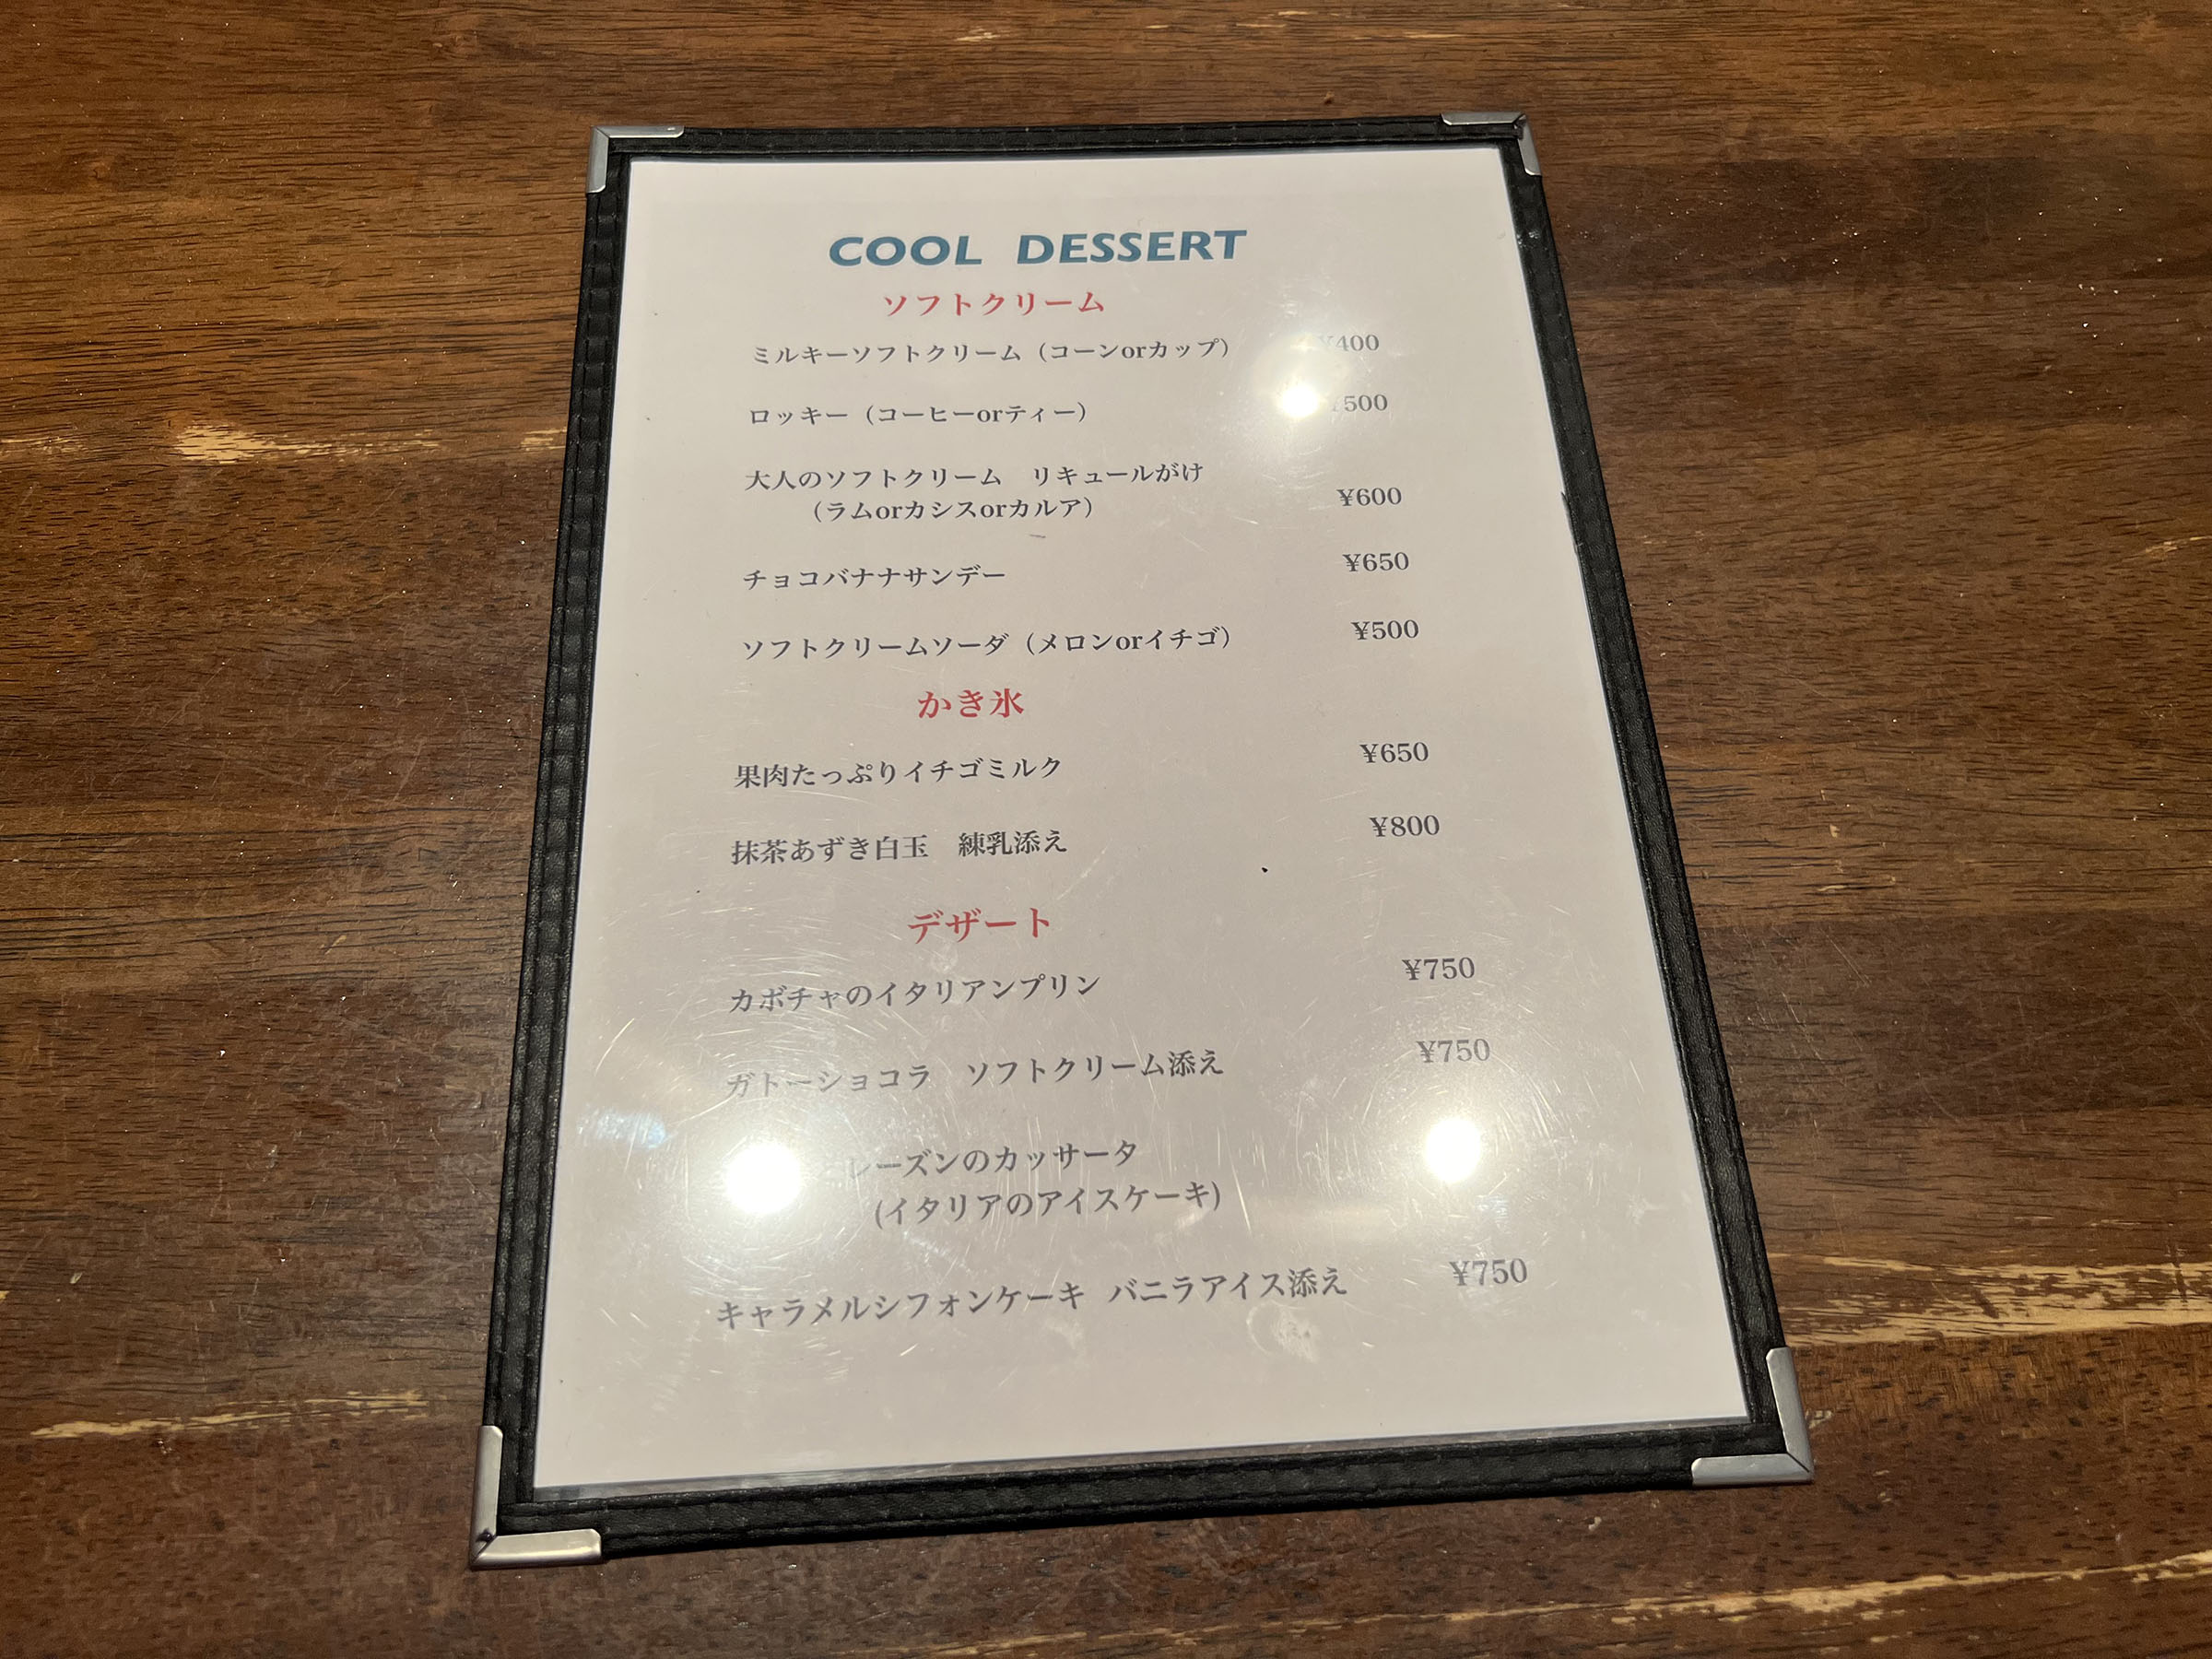 COOL DESSERT
ソフトクリーム
ミルキーソフトクリーム（コーンorカップ） ¥400
ロッキー（コーヒーorティー） ¥500
大人のソフトクリーム　リキュールがけ
（ラムorカシスorカルア） ¥600
チョコバナナサンデー ¥650
ソフトクリームソーダ（メロンorイチゴ） ¥500
かき氷
果肉たっぷりイチゴミルク ¥650
抹茶あずき白玉　練乳添え ¥800
デザート
カボチャのイタリアンプリン ¥750
ガトーショコラ　ソフトクリーム添え ¥750
レーズンのカッサータ
(イタリアのアイスケーキ)
キャラメルシフォンケーキ バニラアイス添え ¥750